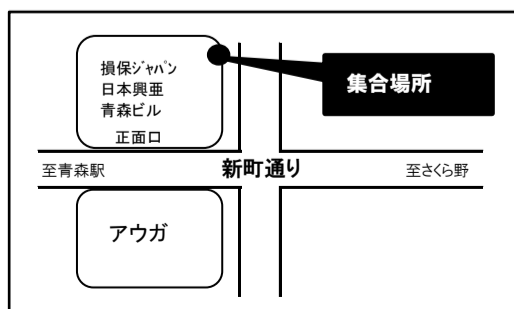 損保ジャパン
日本興亜
青森ビル
正面口
集合場所
至青森駅
新町通り
至さくら野
アウガ